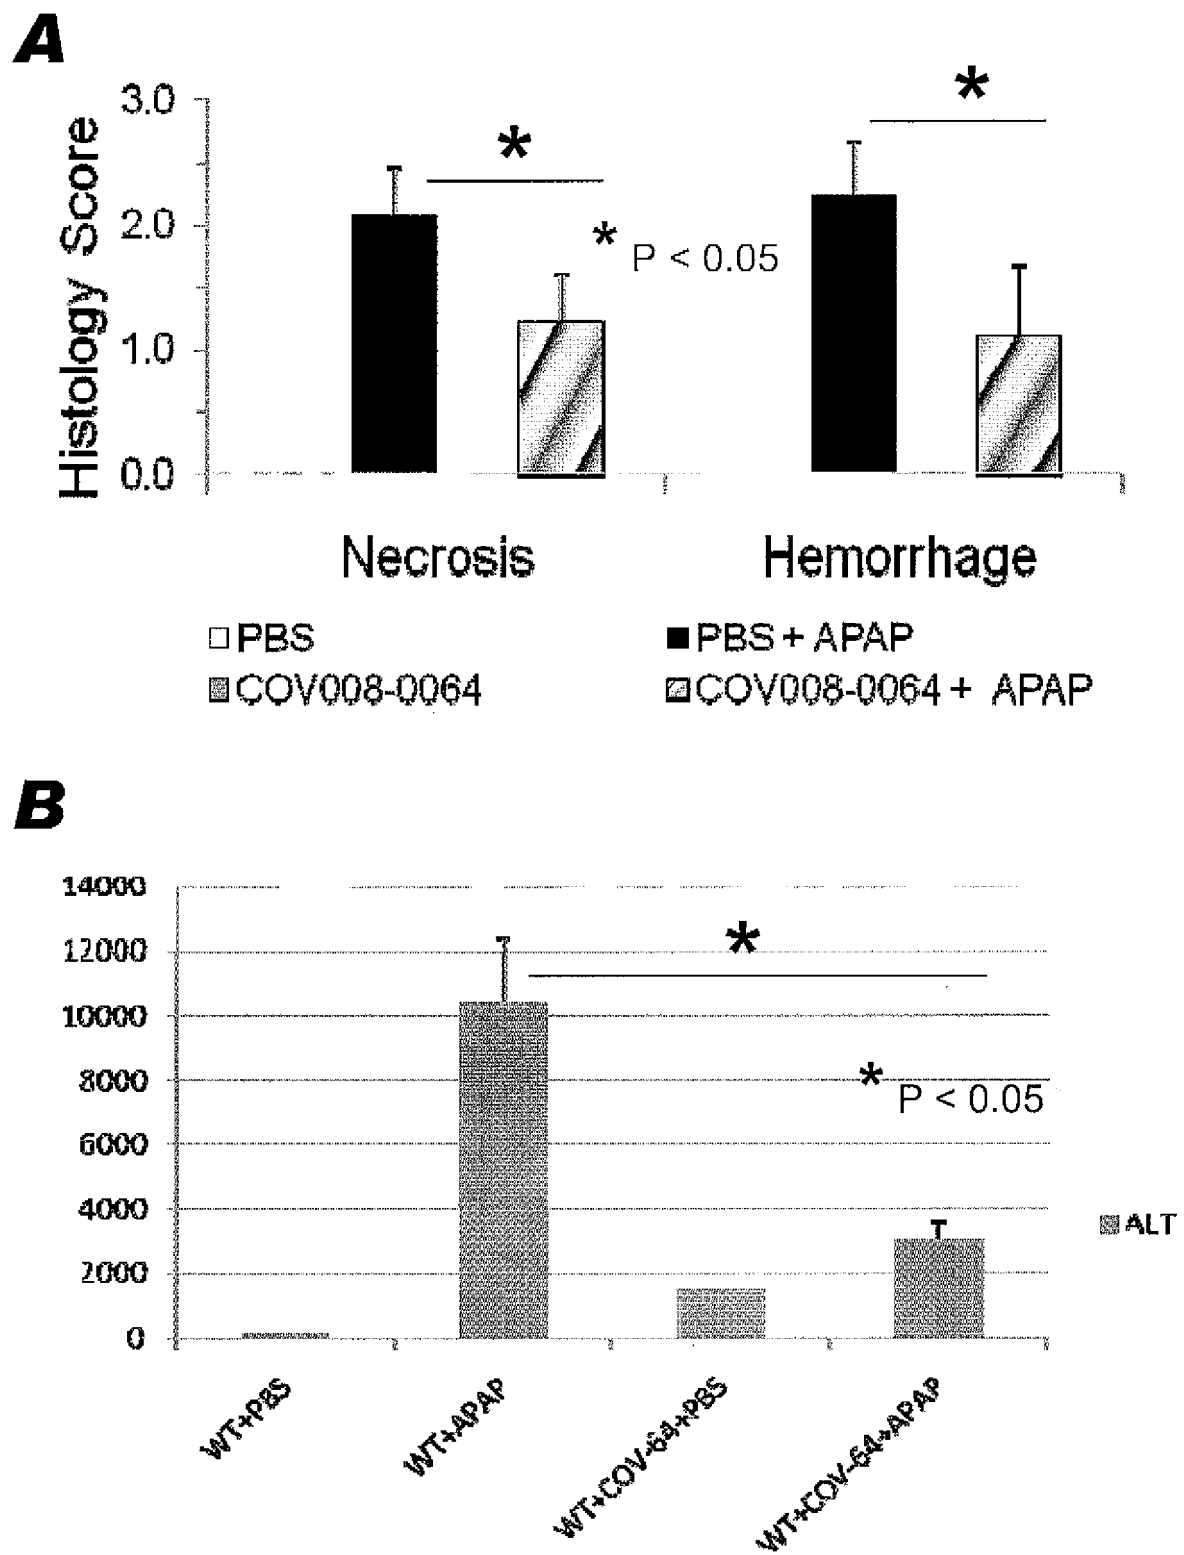 A
Histology Score
3.0
2.0
1.0
0.0
*
*
* P < 0.05
Necrosis
Hemorrhage
PBS
PBS + APAP
COV008-0064
COV008-0064 + APAP
B
14000
12000
10000
8000
6000
4000
2000
0
*
* P < 0.05
ALT
WT+PBS
WT+APAP
WT+COV-64+PBS
WT+COV-64+APAP